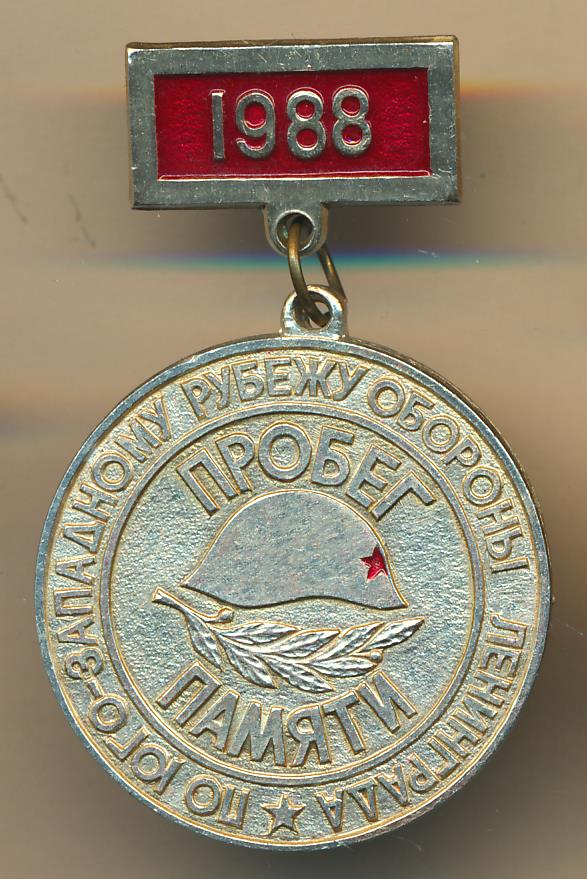 1988
ПО ЮГО-ЗАПАДНОМУ РУБЕЖУ ОБОРОНЫ ЛЕНИНГРАДА
ПРОБЕГ
ПАМЯТИ